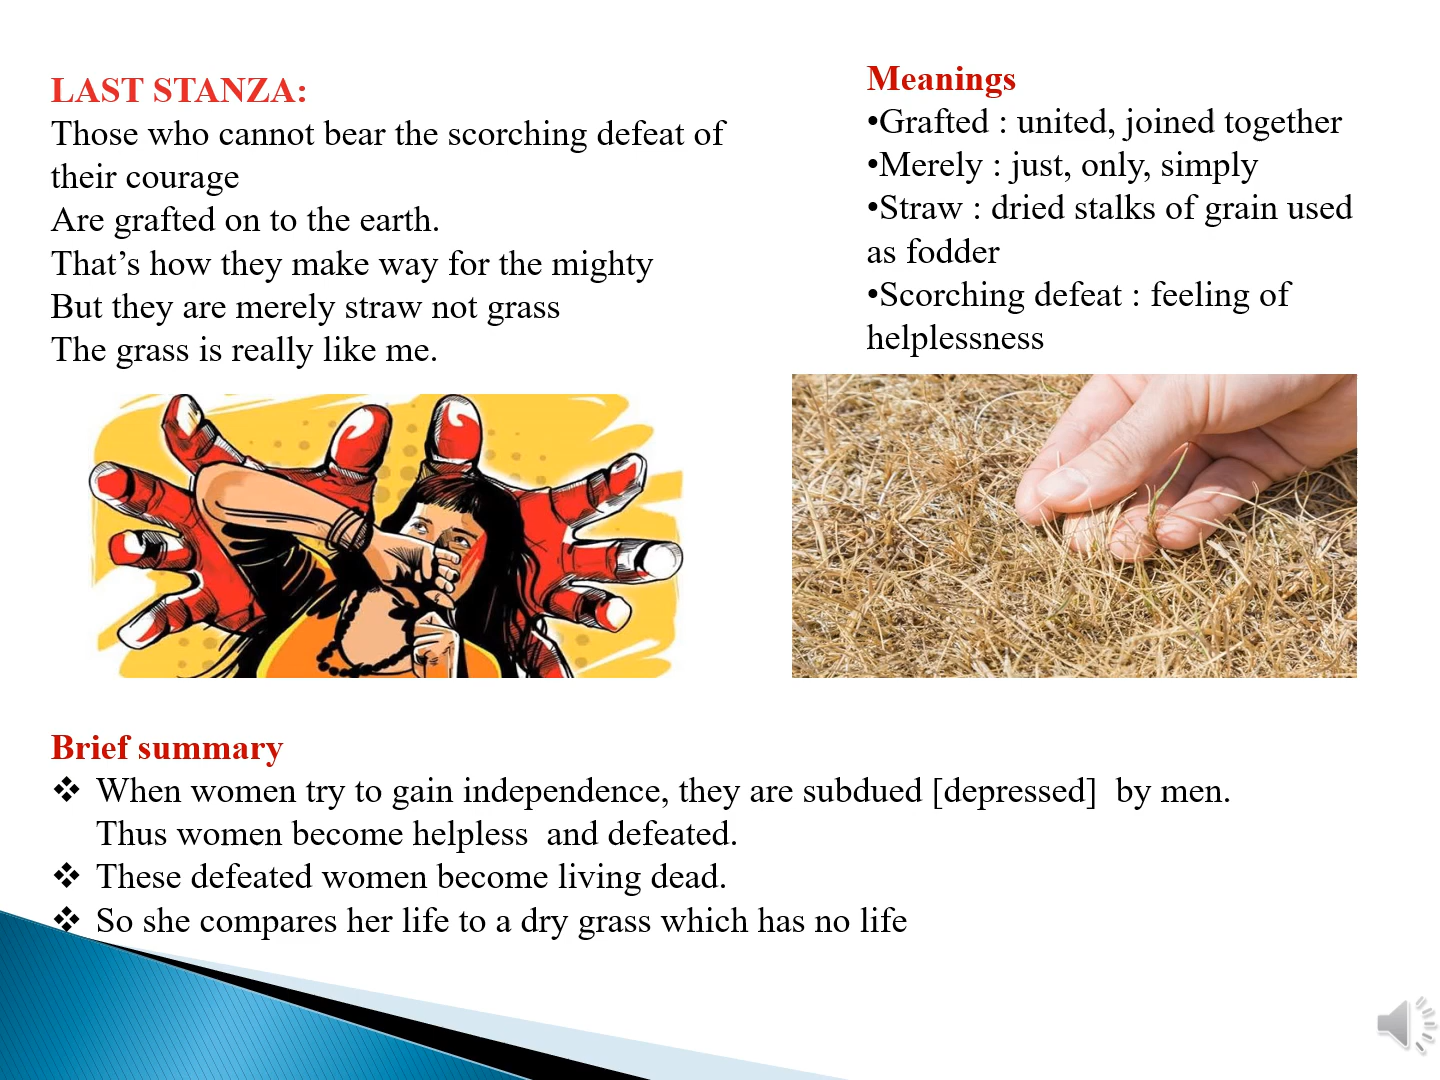 LAST STANZA:
Those who cannot bear the scorching defeat of
their courage
Are grafted on to the earth.
That’s how they make way for the mighty
But they are merely straw not grass
The grass is really like me.
Meanings
•Grafted : united, joined together
•Merely : just, only, simply
•Straw : dried stalks of grain used
as fodder
•Scorching defeat : feeling of
helplessness
Brief summary
❖ When women try to gain independence, they are subdued [depressed]  by men.
Thus women become helpless  and defeated.
❖ These defeated women become living dead.
❖ So she compares her life to a dry grass which has no life